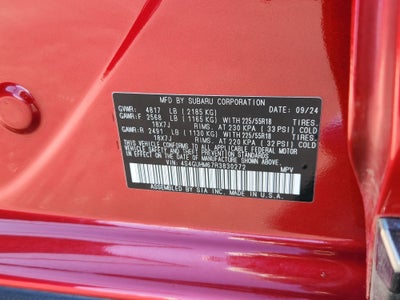 MFD BY SUBARU CORPORATION DATE: 09/24
GVWR: 4817 LB (2185 KG)
GAWR:F 2568 LB (1165 KG) WITH 225/55R18 TIRES.
18X7J RIMS. AT 230 KPA (33 PSI) COLD
GAWR:R 2491 LB (1130 KG) WITH 225/55R18 TIRES.
18X7J RIMS. AT 220 KPA (32 PSI) COLD
THIS VEHICLE CONFORMS TO ALL APPLICABLE FEDERAL MOTOR
VEHICLE SAFETY AND THEFT PREVENTION STANDARDS
IN EFFECT ON THE DATE OF MANUFACTURE SHOWN ABOVE.
VIN: 4S4GUHM67R3830272 MPV
ASSEMBLED BY SIA INC. MADE IN U.S.A.